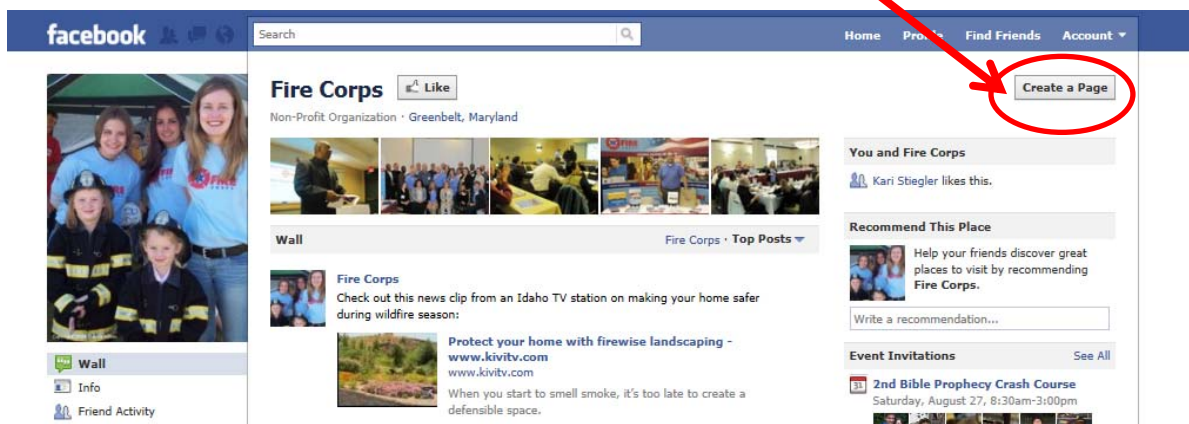 facebook
Search
Home Profile Find Friends Account
Fire Corps Like
Create a Page
Non-Profit Organization · Greenbelt, Maryland
Wall
Fire Corps · Top Posts
Fire Corps
Check out this news clip from an Idaho TV station on making your home safer
during wildfire season:
Protect your home with firewise landscaping -
www.kivitv.com
www.kivitv.com
When you start to smell smoke, it's too late to create a
defensible space.
Wall
Info
Friend Activity
You and Fire Corps
Kari Stiegler likes this.
Recommend This Place
Help your friends discover great
places to visit by recommending
Fire Corps.
Write a recommendation...
Event Invitations See All
31
2nd Bible Prophecy Crash Course
Saturday, August 27, 8:30am-3:00pm